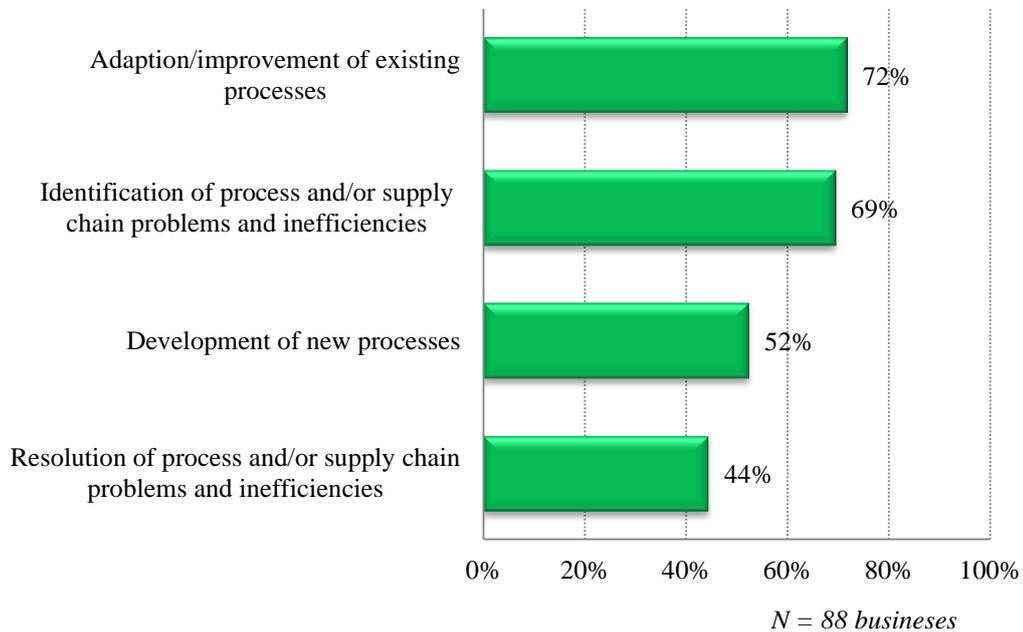 Adaption/improvement of existing
processes
72%
Identification of process and/or supply
chain problems and inefficiencies
69%
Development of new processes
52%
Resolution of process and/or supply chain
problems and inefficiencies
44%
0% 20% 40% 60% 80% 100%
N = 88 busineses